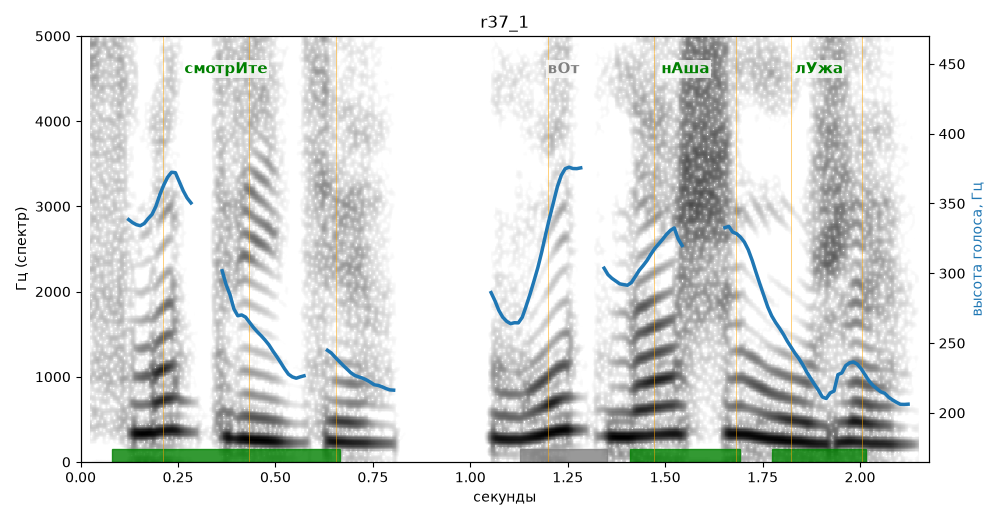 r37_1
5000
4000
3000
2000
1000
0
Гц (спектр)
смотрИте
вОт
нАша
лУжа
450
400
350
300
250
200
высота голоса, Гц
0.00 0.25 0.50 0.75 1.00 1.25 1.50 1.75 2.00
секунды